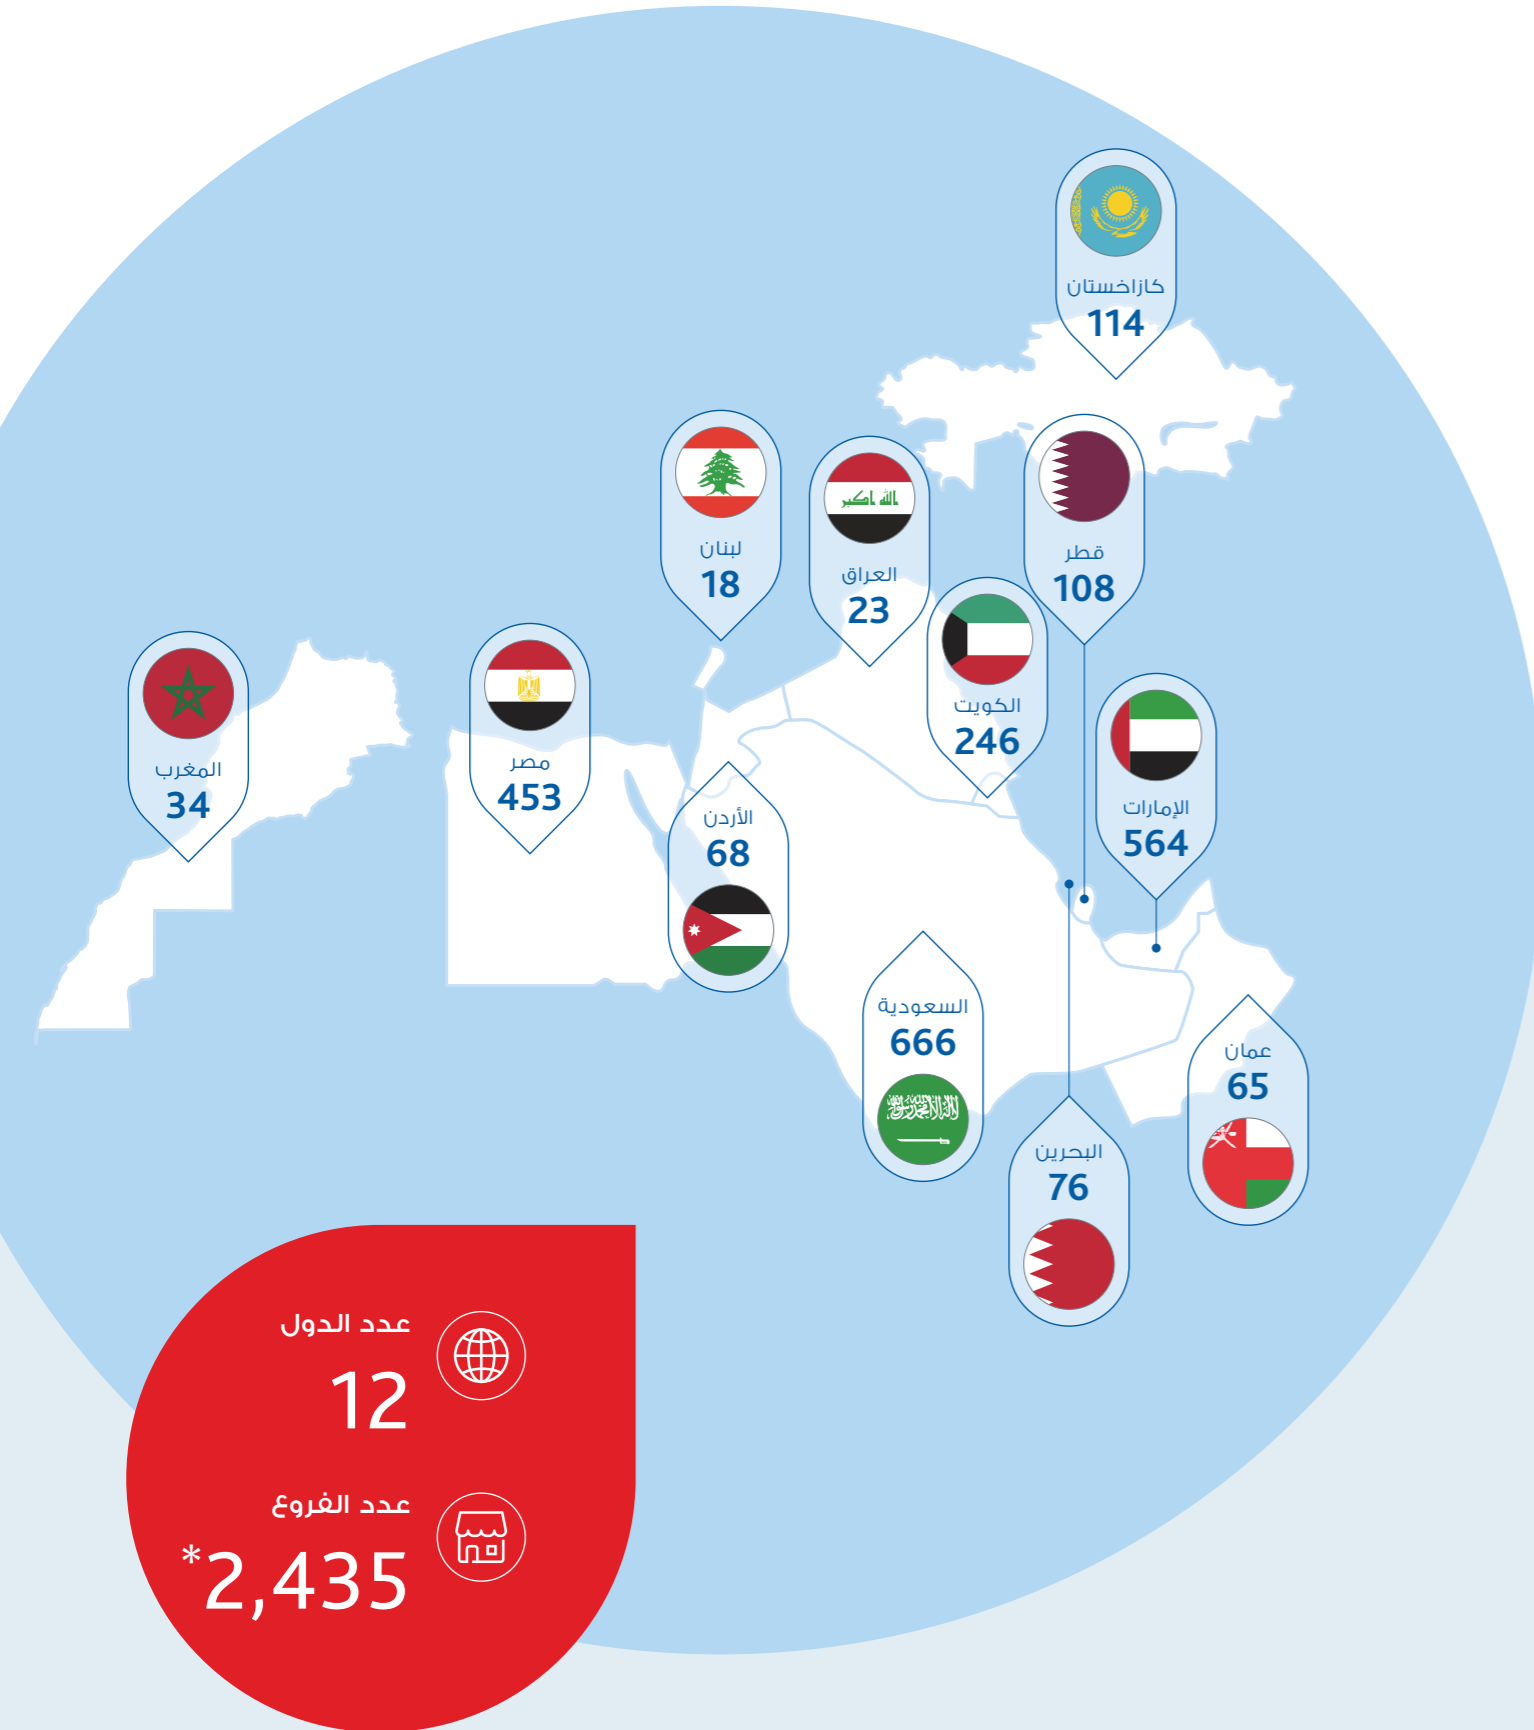 كازاخستان
114
لبنان
18
العراق
23
قطر
108
الكويت
246
المغرب
34
مصر
453
الإمارات
564
الأردن
68
السعودية
666
عمان
65
البحرين
76
عدد الدول
12
عدد الفروع
2,435*